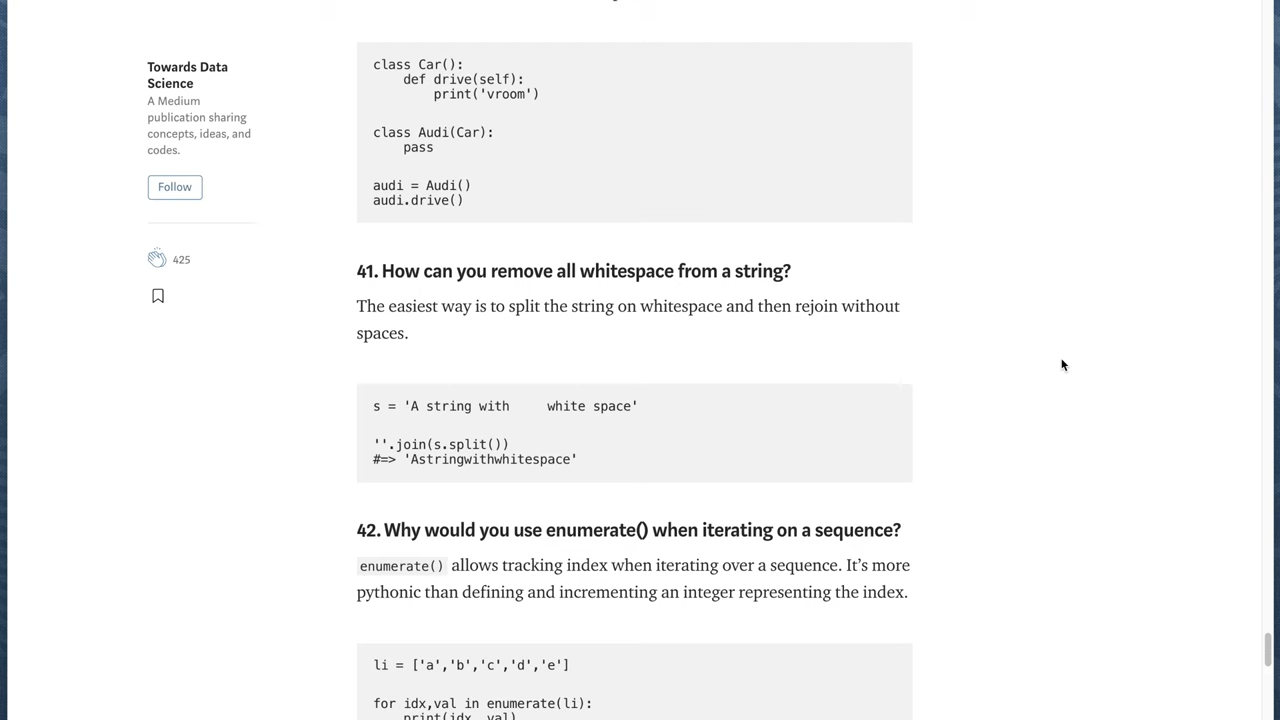 Towards Data
Science
A Medium
publication sharing
concepts, ideas, and
codes.
Follow
425
class Car():
    def drive(self):
        print('vroom')
class Audi(Car):
    pass
audi = Audi()
audi.drive()
41. How can you remove all whitespace from a string?
The easiest way is to split the string on whitespace and then rejoin without
spaces.
s = 'A string with     white space'
''.join(s.split())
#=> 'Astringwithwhitespace'
42. Why would you use enumerate() when iterating on a sequence?
enumerate() allows tracking index when iterating over a sequence. It’s more
pythonic than defining and incrementing an integer representing the index.
li = ['a','b','c','d','e']
for idx,val in enumerate(li):
    print(idx, val)